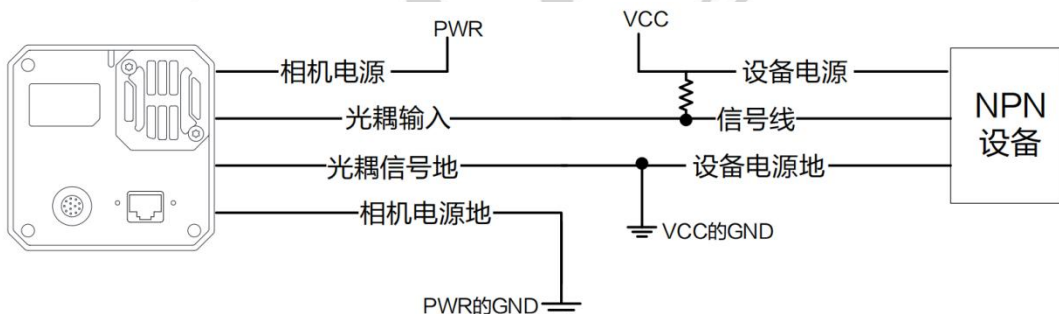 PWR
VCC
相机电源
设备电源
光耦输入
信号线
NPN
设备
光耦信号地
设备电源地
相机电源地
VCC的GND
PWR的GND